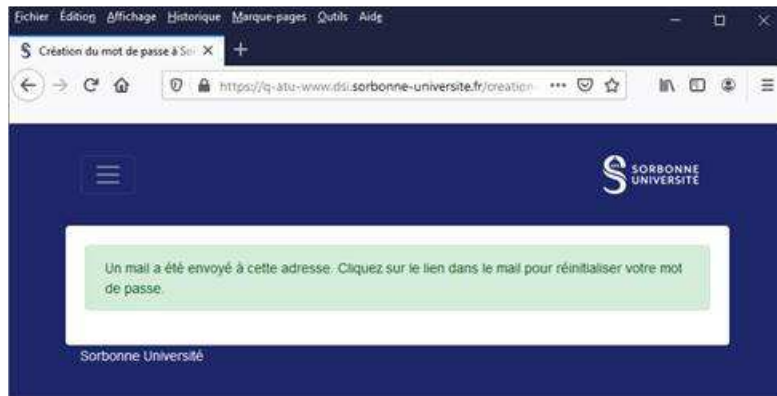 Fichier Édition Affichage Historique Marque-pages Outils Aide
Création du mot de passe à So
https://q-atu-www.dsi.sorbonne-universite.fr/creation-
SORBONNE
UNIVERSITÉ
Un mail a été envoyé à cette adresse. Cliquez sur le lien dans le mail pour réinitialiser votre mot
de passe.
Sorbonne Université